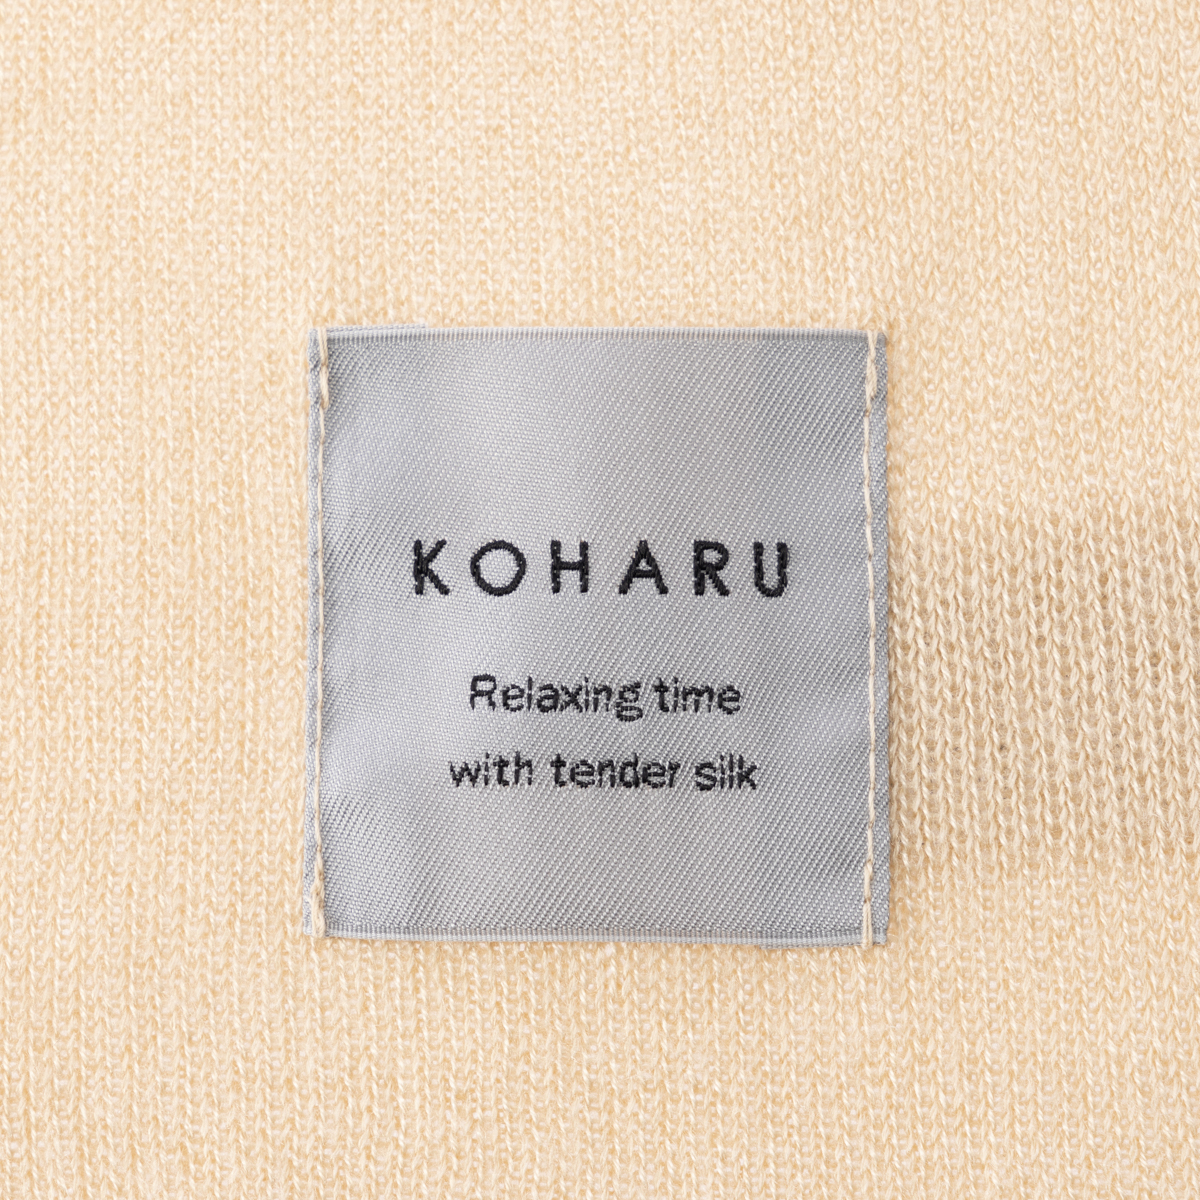 KOHARU
Relaxing time
with tender silk